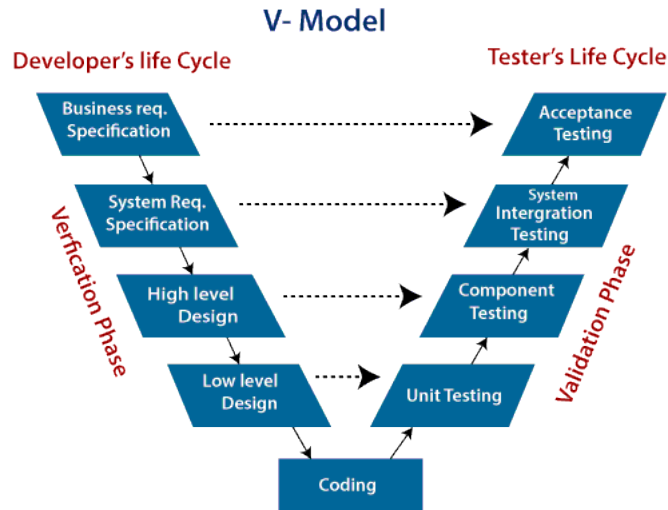 V- Model
Developer's life Cycle
Tester's Life Cycle
Business req.
Specification
Acceptance
Testing
System Req.
Specification
System
Intergration
Testing
Verfication Phase
Validation Phase
High level
Design
Component
Testing
Low level
Design
Unit Testing
Coding